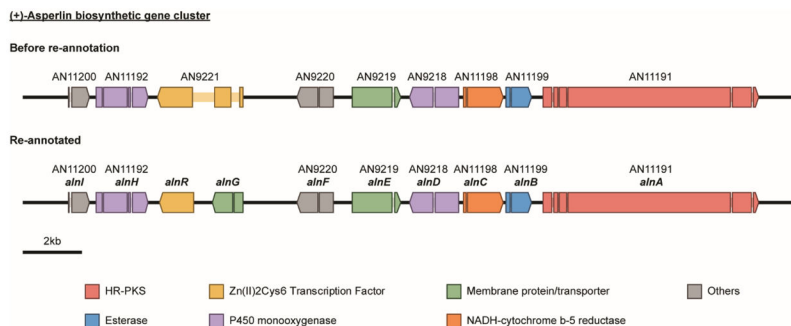 (+)-Asperlin biosynthetic gene cluster
Before re-annotation
AN11200 AN11192 AN9221 AN9220 AN9219 AN9218 AN11198 AN11199 AN11191
Re-annotated
AN11200 AN11192 AN9220 AN9219 AN9218 AN11198 AN11199 AN11191
alnI alnH alnR alnG alnF alnE alnD alnC alnB alnA
2kb
HR-PKS Zn(II)2Cys6 Transcription Factor Membrane protein/transporter Others
Esterase P450 monooxygenase NADH-cytochrome b-5 reductase